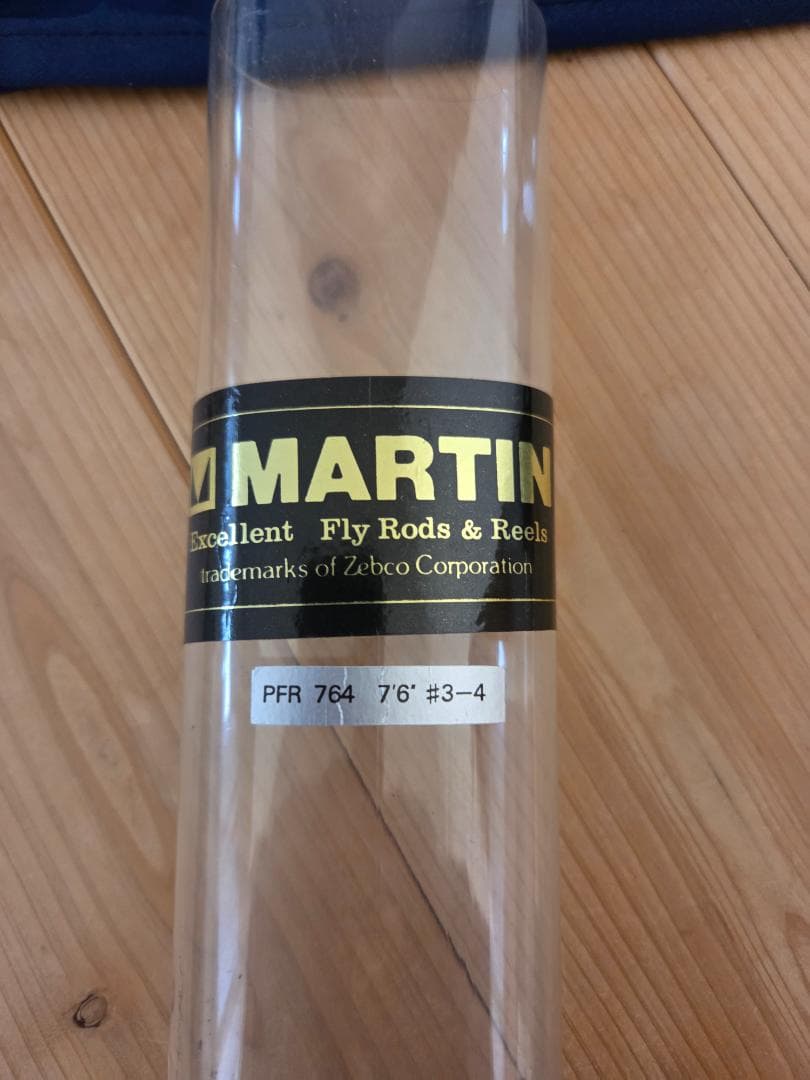 MARTIN
Excellent Fly Rods & Reels
trademarks of Zebco Corporation
PFR 764 7'6" #3-4